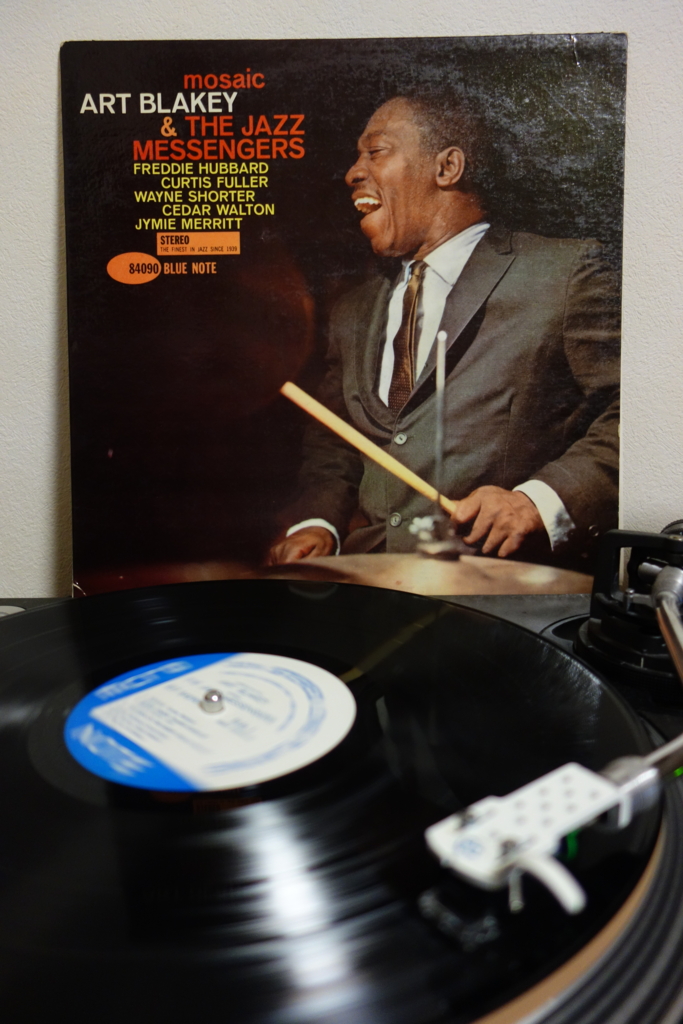 mosaic
ART BLAKEY
& THE JAZZ
MESSENGERS
FREDDIE HUBBARD
CURTIS FULLER
WAYNE SHORTER
CEDAR WALTON
JYMIE MERRITT
STEREO
THE FINEST IN JAZZ SINCE 1939
84090 BLUE NOTE